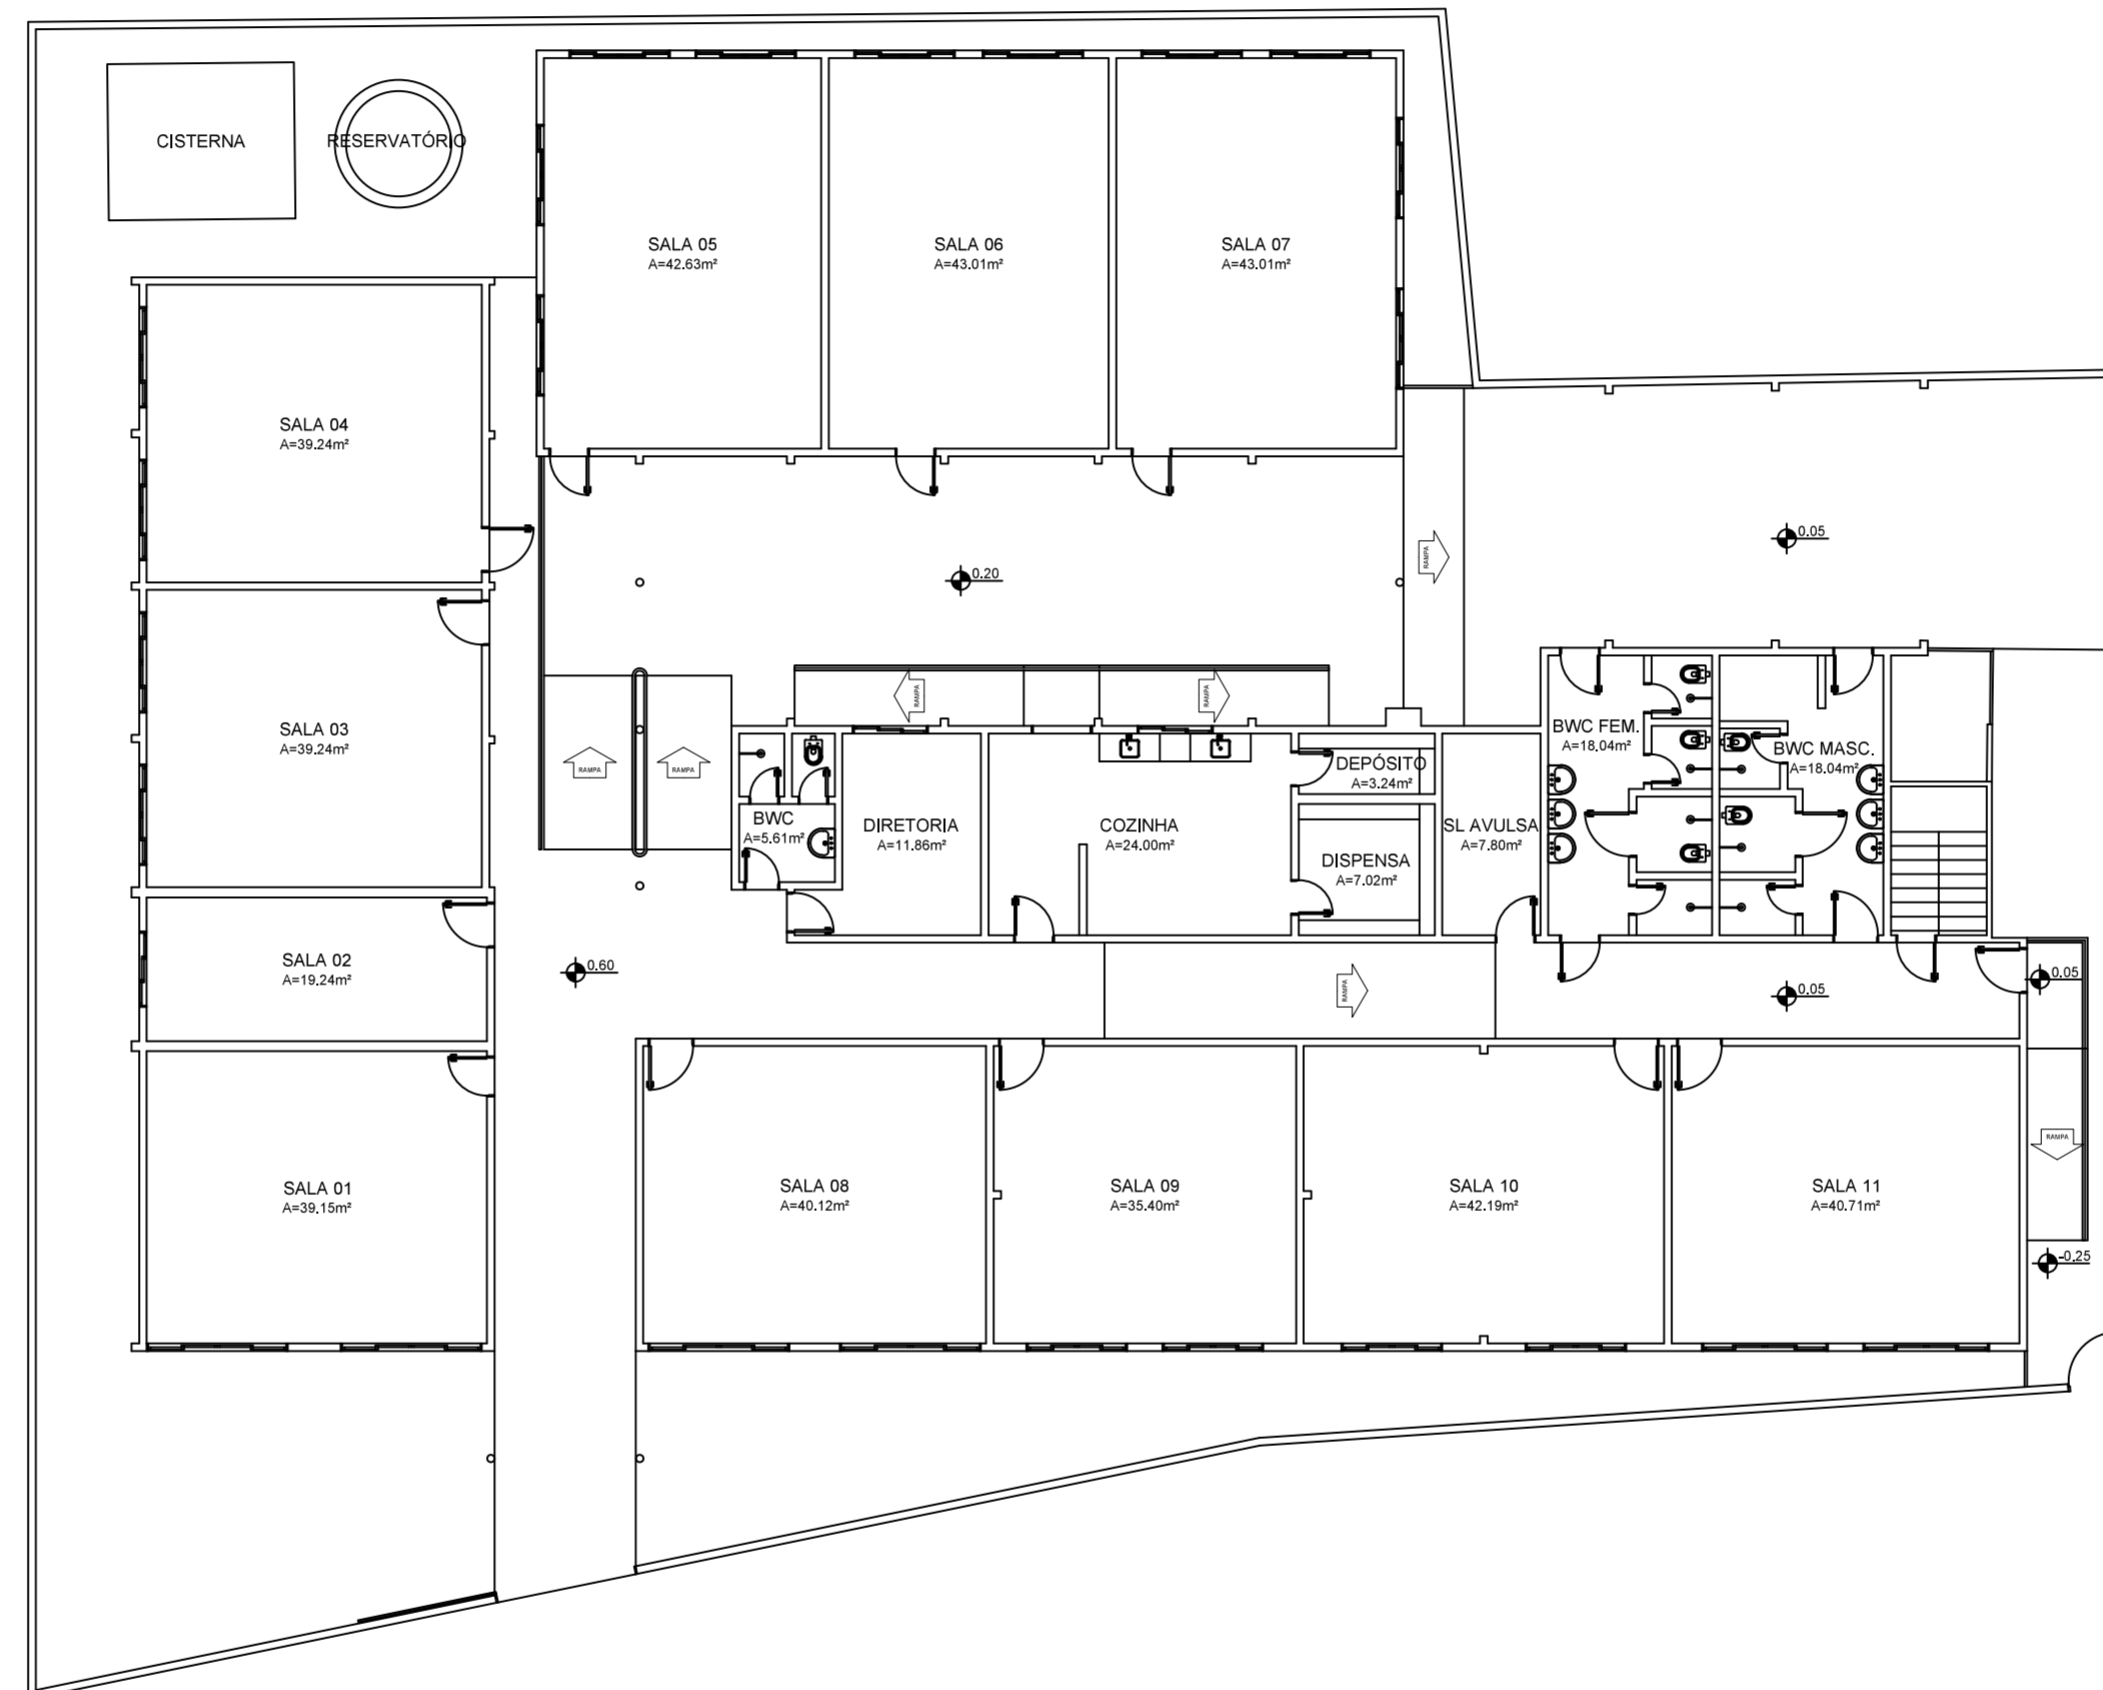 CISTERNA
RESERVATÓRIO
SALA 05
A=42.63m²
SALA 06
A=43.01m²
SALA 07
A=43.01m²
SALA 04
A=39.24m²
0.05
RAMPA
0.20
SALA 03
A=39.24m²
RAMPA
RAMPA
RAMPA
RAMPA
BWC FEM.
A=18.04m²
BWC MASC.
A=18.04m²
DEPÓSITO
A=3.24m²
BWC
A=5.61m²
DIRETORIA
A=11.86m²
COZINHA
A=24.00m²
SL AVULSA
A=7.80m²
DISPENSA
A=7.02m²
SALA 02
A=19.24m²
0.60
RAMPA
0.05
0.05
RAMPA
SALA 01
A=39.15m²
SALA 08
A=40.12m²
SALA 09
A=35.40m²
SALA 10
A=42.19m²
SALA 11
A=40.71m²
-0.25